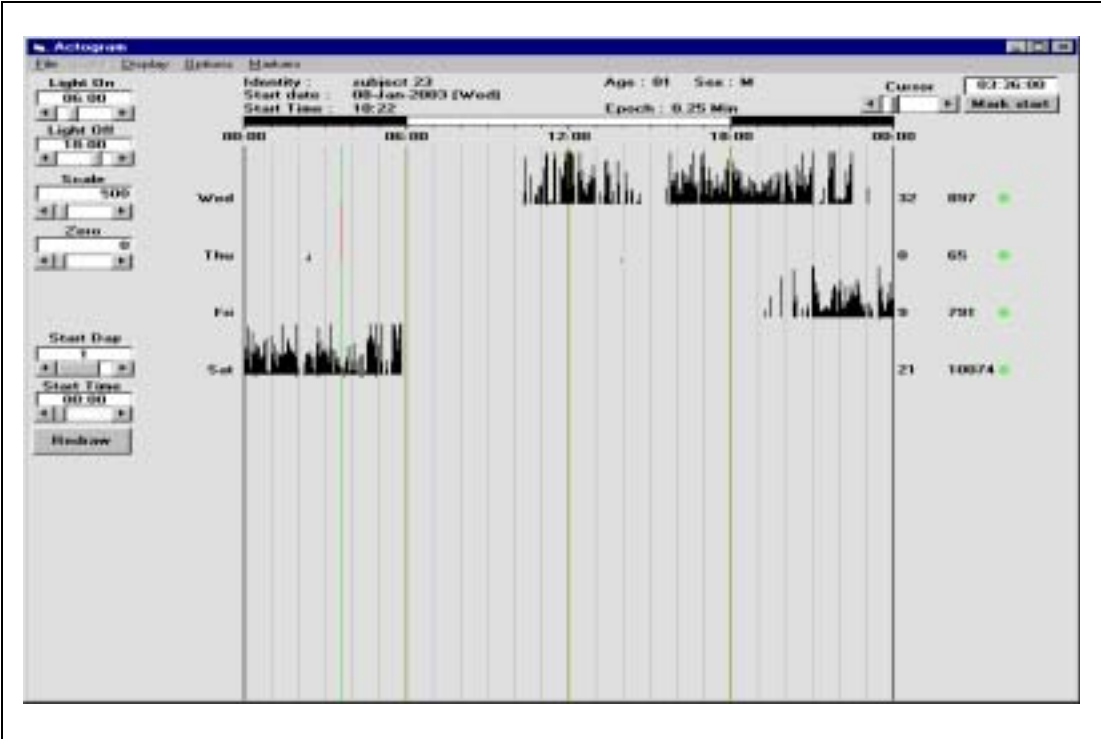 Actogram
File Display Options Markers
Light On
06:00
Light Off
18:00
Scale
500
Zero
0
Start Day
1
Start Time
00:00
Redraw
Identity : subject 23
Start date : 08-Jan-2003 (Wed)
Start Time : 10:22
Age : 01 Sex : M
Epoch : 0.25 Min
Cursor 03:36:00
Mark start
00:00 06:00 12:00 18:00 00:00
Wed 32 897
Thu 0 65
Fri 9 791
Sat 21 10074